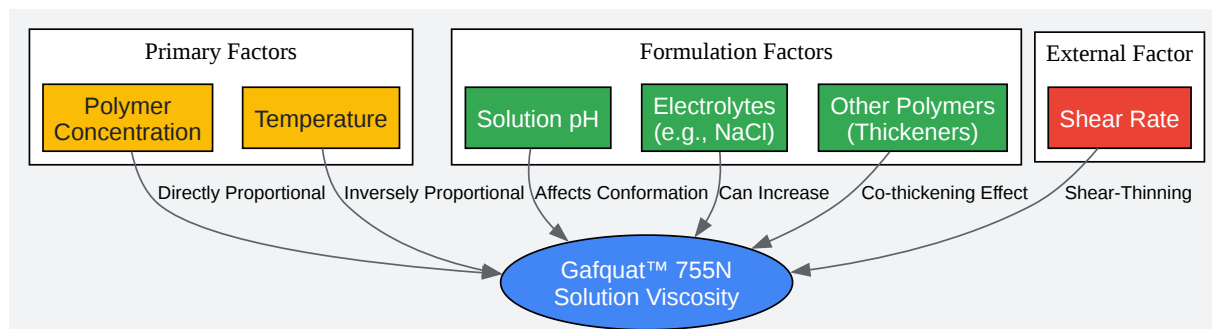 Primary Factors
Formulation Factors
External Factor
Polymer
Concentration
Temperature
Solution pH
Electrolytes
(e.g., NaCl)
Other Polymers
(Thickeners)
Shear Rate
Directly Proportional
Inversely Proportional
Affects Conformation
Can Increase
Co-thickening Effect
Shear-Thinning
Gafquat™ 755N
Solution Viscosity